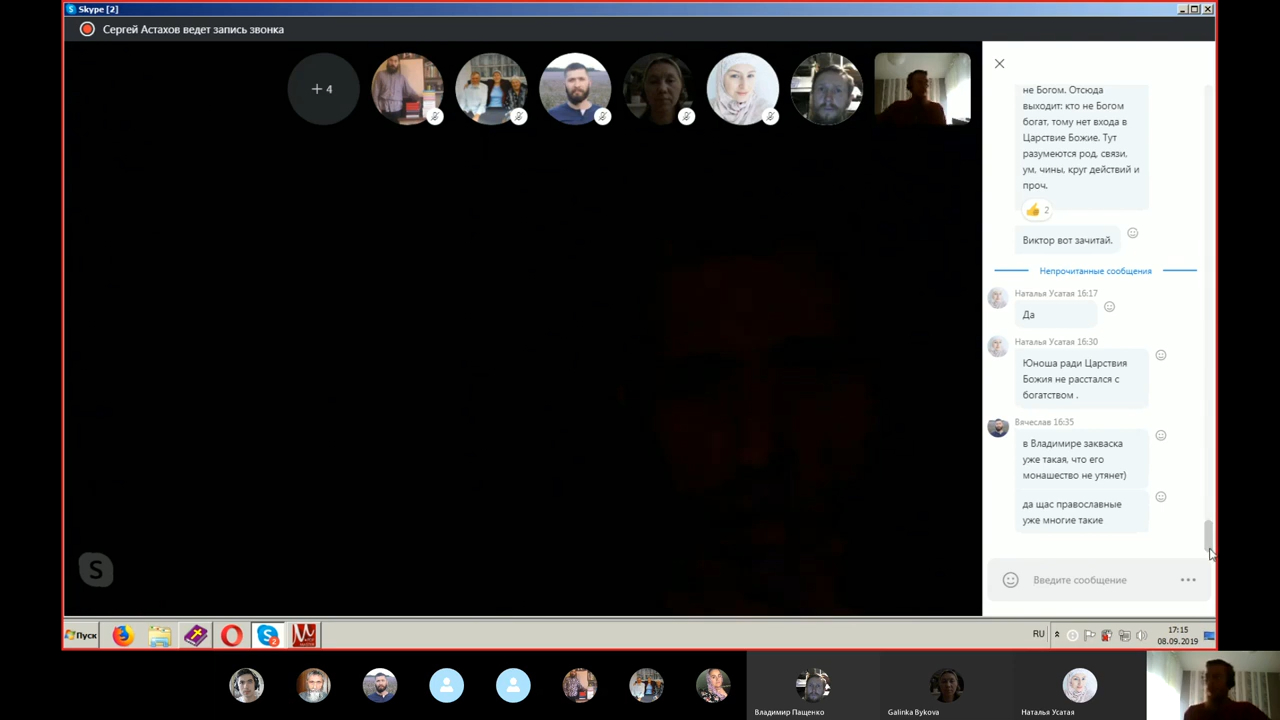 Skype [2]
Сергей Астахов ведет запись звонка
+ 4
не Богом. Отсюда
выходит: кто не Богом
богат, тому нет входа в
Царствие Божие. Тут
разумеются род, связи,
ум, чины, круг действий и
проч.
2
Виктор вот зачитай.
Непрочитанные сообщения
Наталья Усатая 16:17
Да
Наталья Усатая 16:30
Юноша ради Царствия
Божия не расстался с
богатством .
Вячеслав 16:35
в Владимире закваска
уже такая, что его
монашество не утянет)
да щас православные
уже многие такие
S
Введите сообщение
Пуск
2
RU
17:15
08.09.2019
Владимир Пащенко
Galinka Bykova
Наталья Усатая